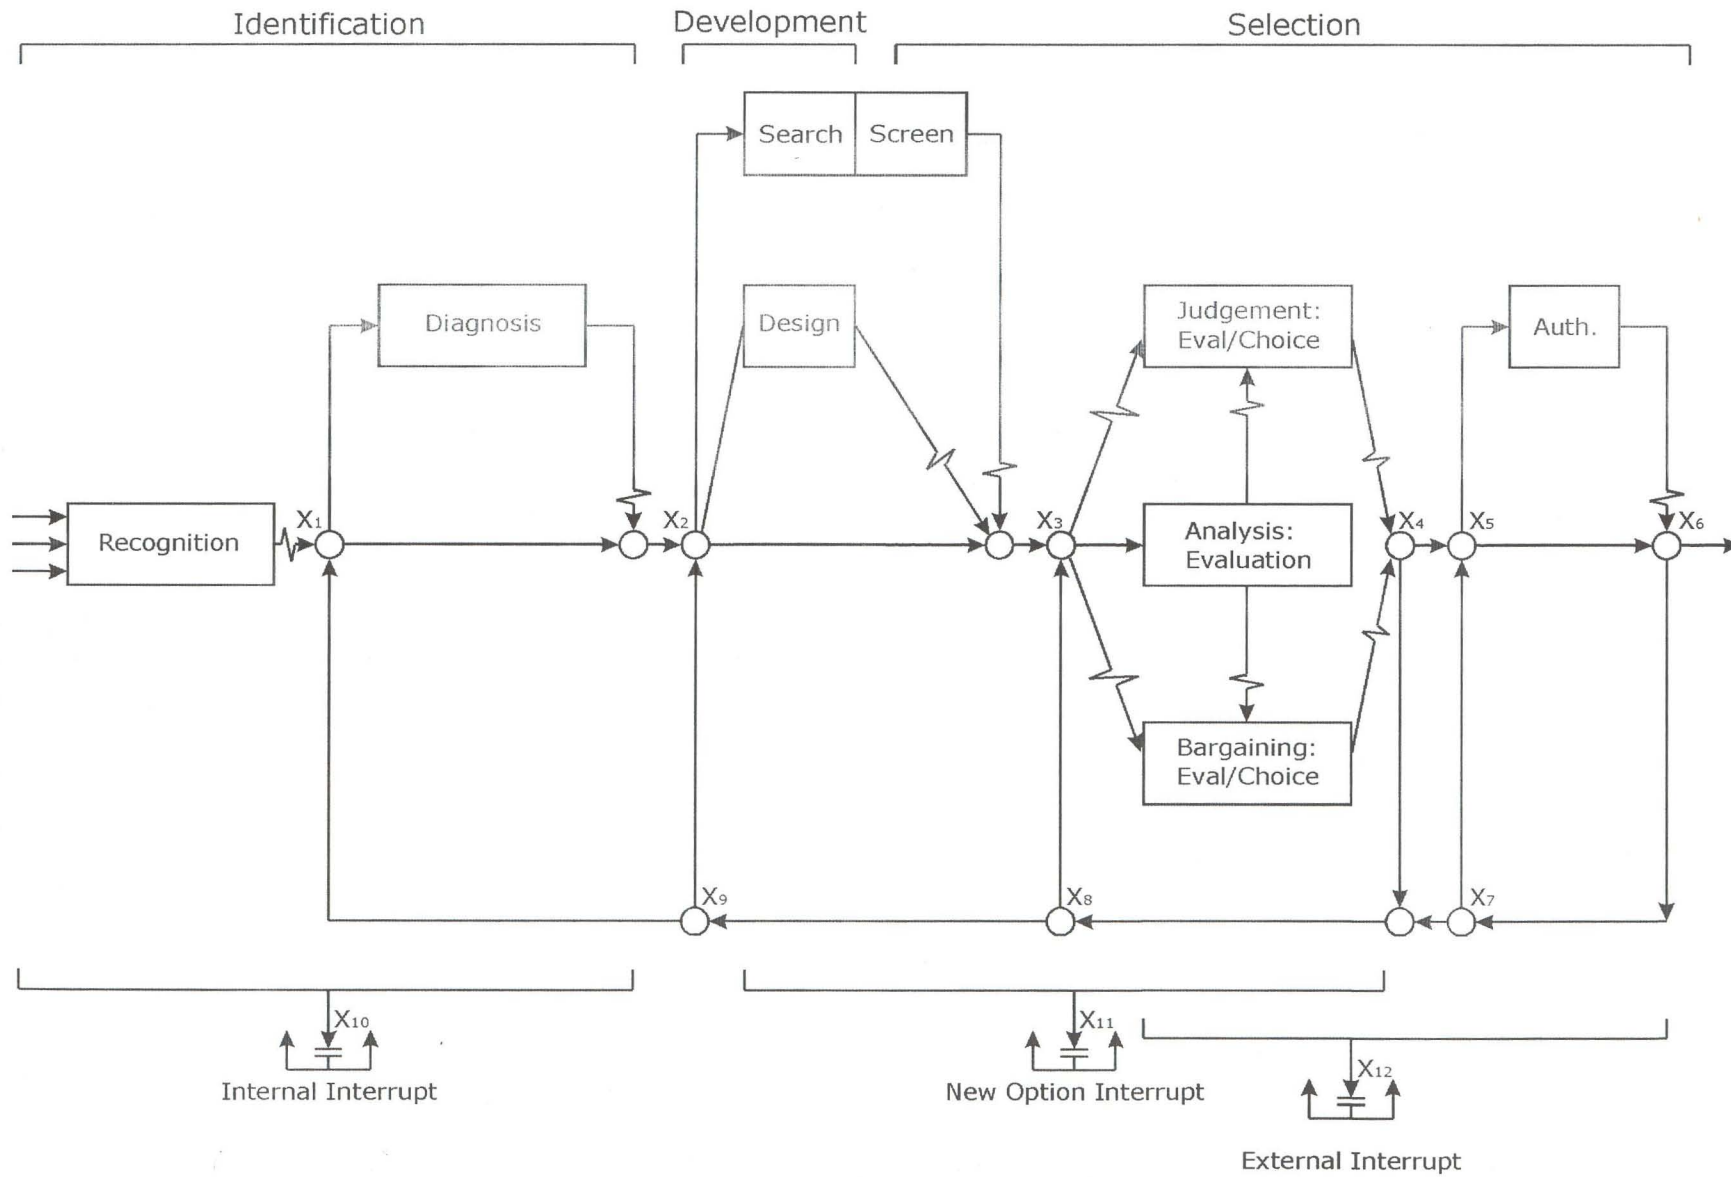 Identification
Development
Selection
Search
Screen
Diagnosis
Design
Judgement:
Eval/Choice
Auth.
Recognition
X1
X2
X3
Analysis:
Evaluation
X4
X5
X6
Bargaining:
Eval/Choice
X9
X8
X7
X10
Internal Interrupt
X11
New Option Interrupt
X12
External Interrupt